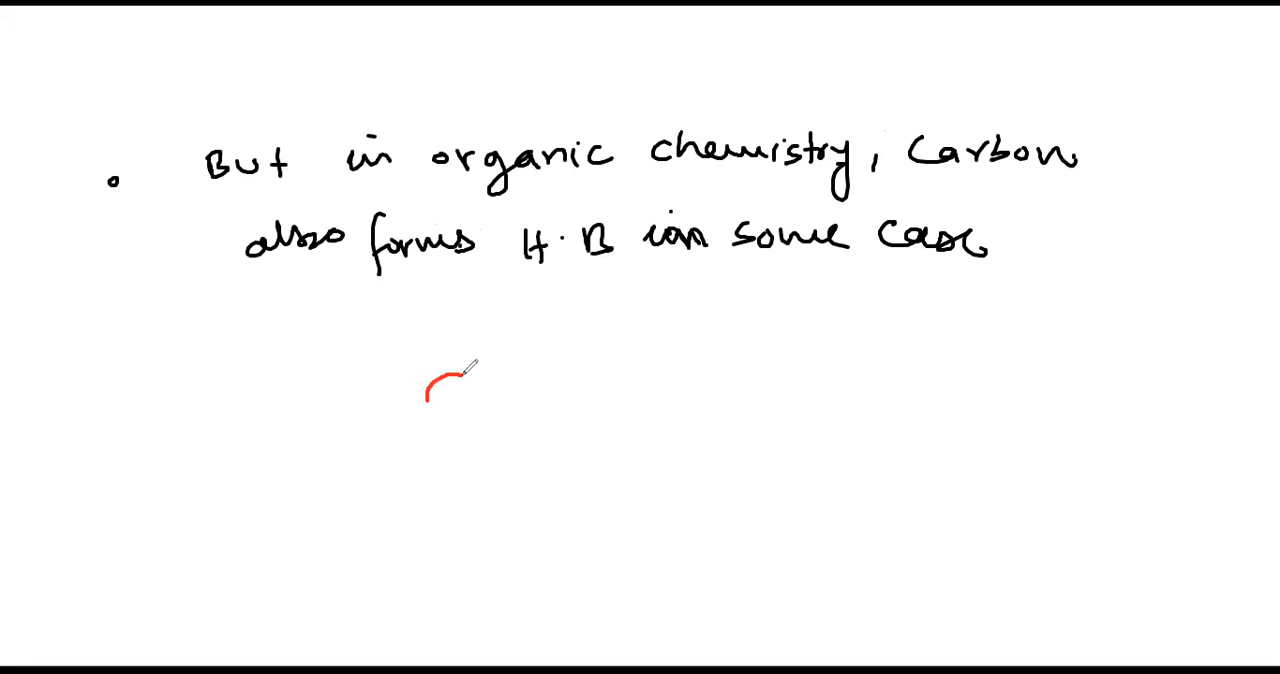 • But in organic chemistry, Carbon
also forms H.B in some case